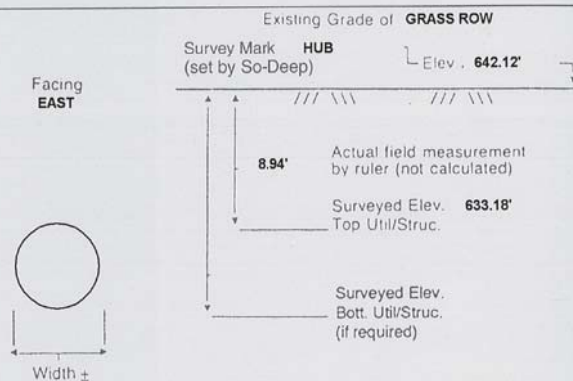 Existing Grade of GRASS ROW
Survey Mark HUB
(set by So-Deep)
Elev. 642.12'
Facing
EAST
8.94'
Actual field measurement
by ruler (not calculated)
Surveyed Elev. 633.18'
Top Util/Struc.
Surveyed Elev.
Bott. Util/Struc.
(if required)
Width ±